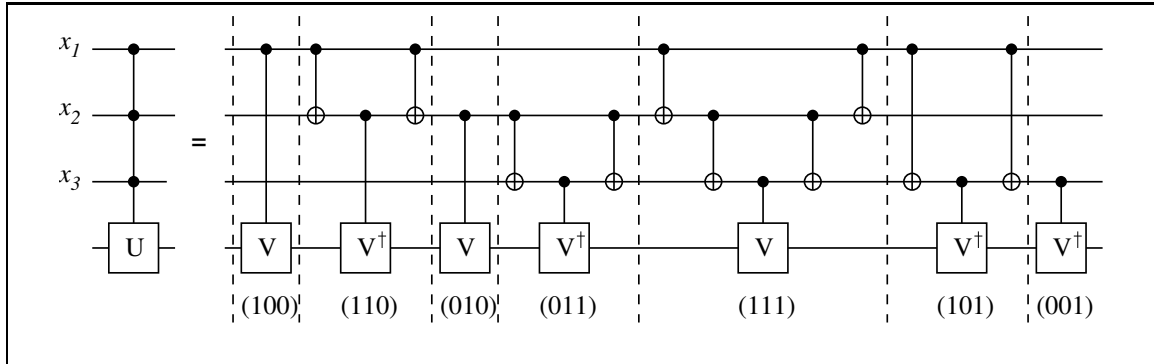 x1
x2
=
x3
U V V† V V† V V† V†
(100) (110) (010) (011) (111) (101) (001)